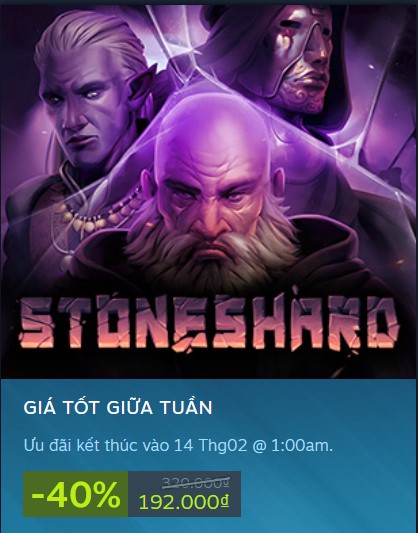 STONESHARD
GIÁ TỐT GIỮA TUẦN
Ưu đãi kết thúc vào 14 Thg02 @ 1:00am.
-40%
320.000₫
192.000₫